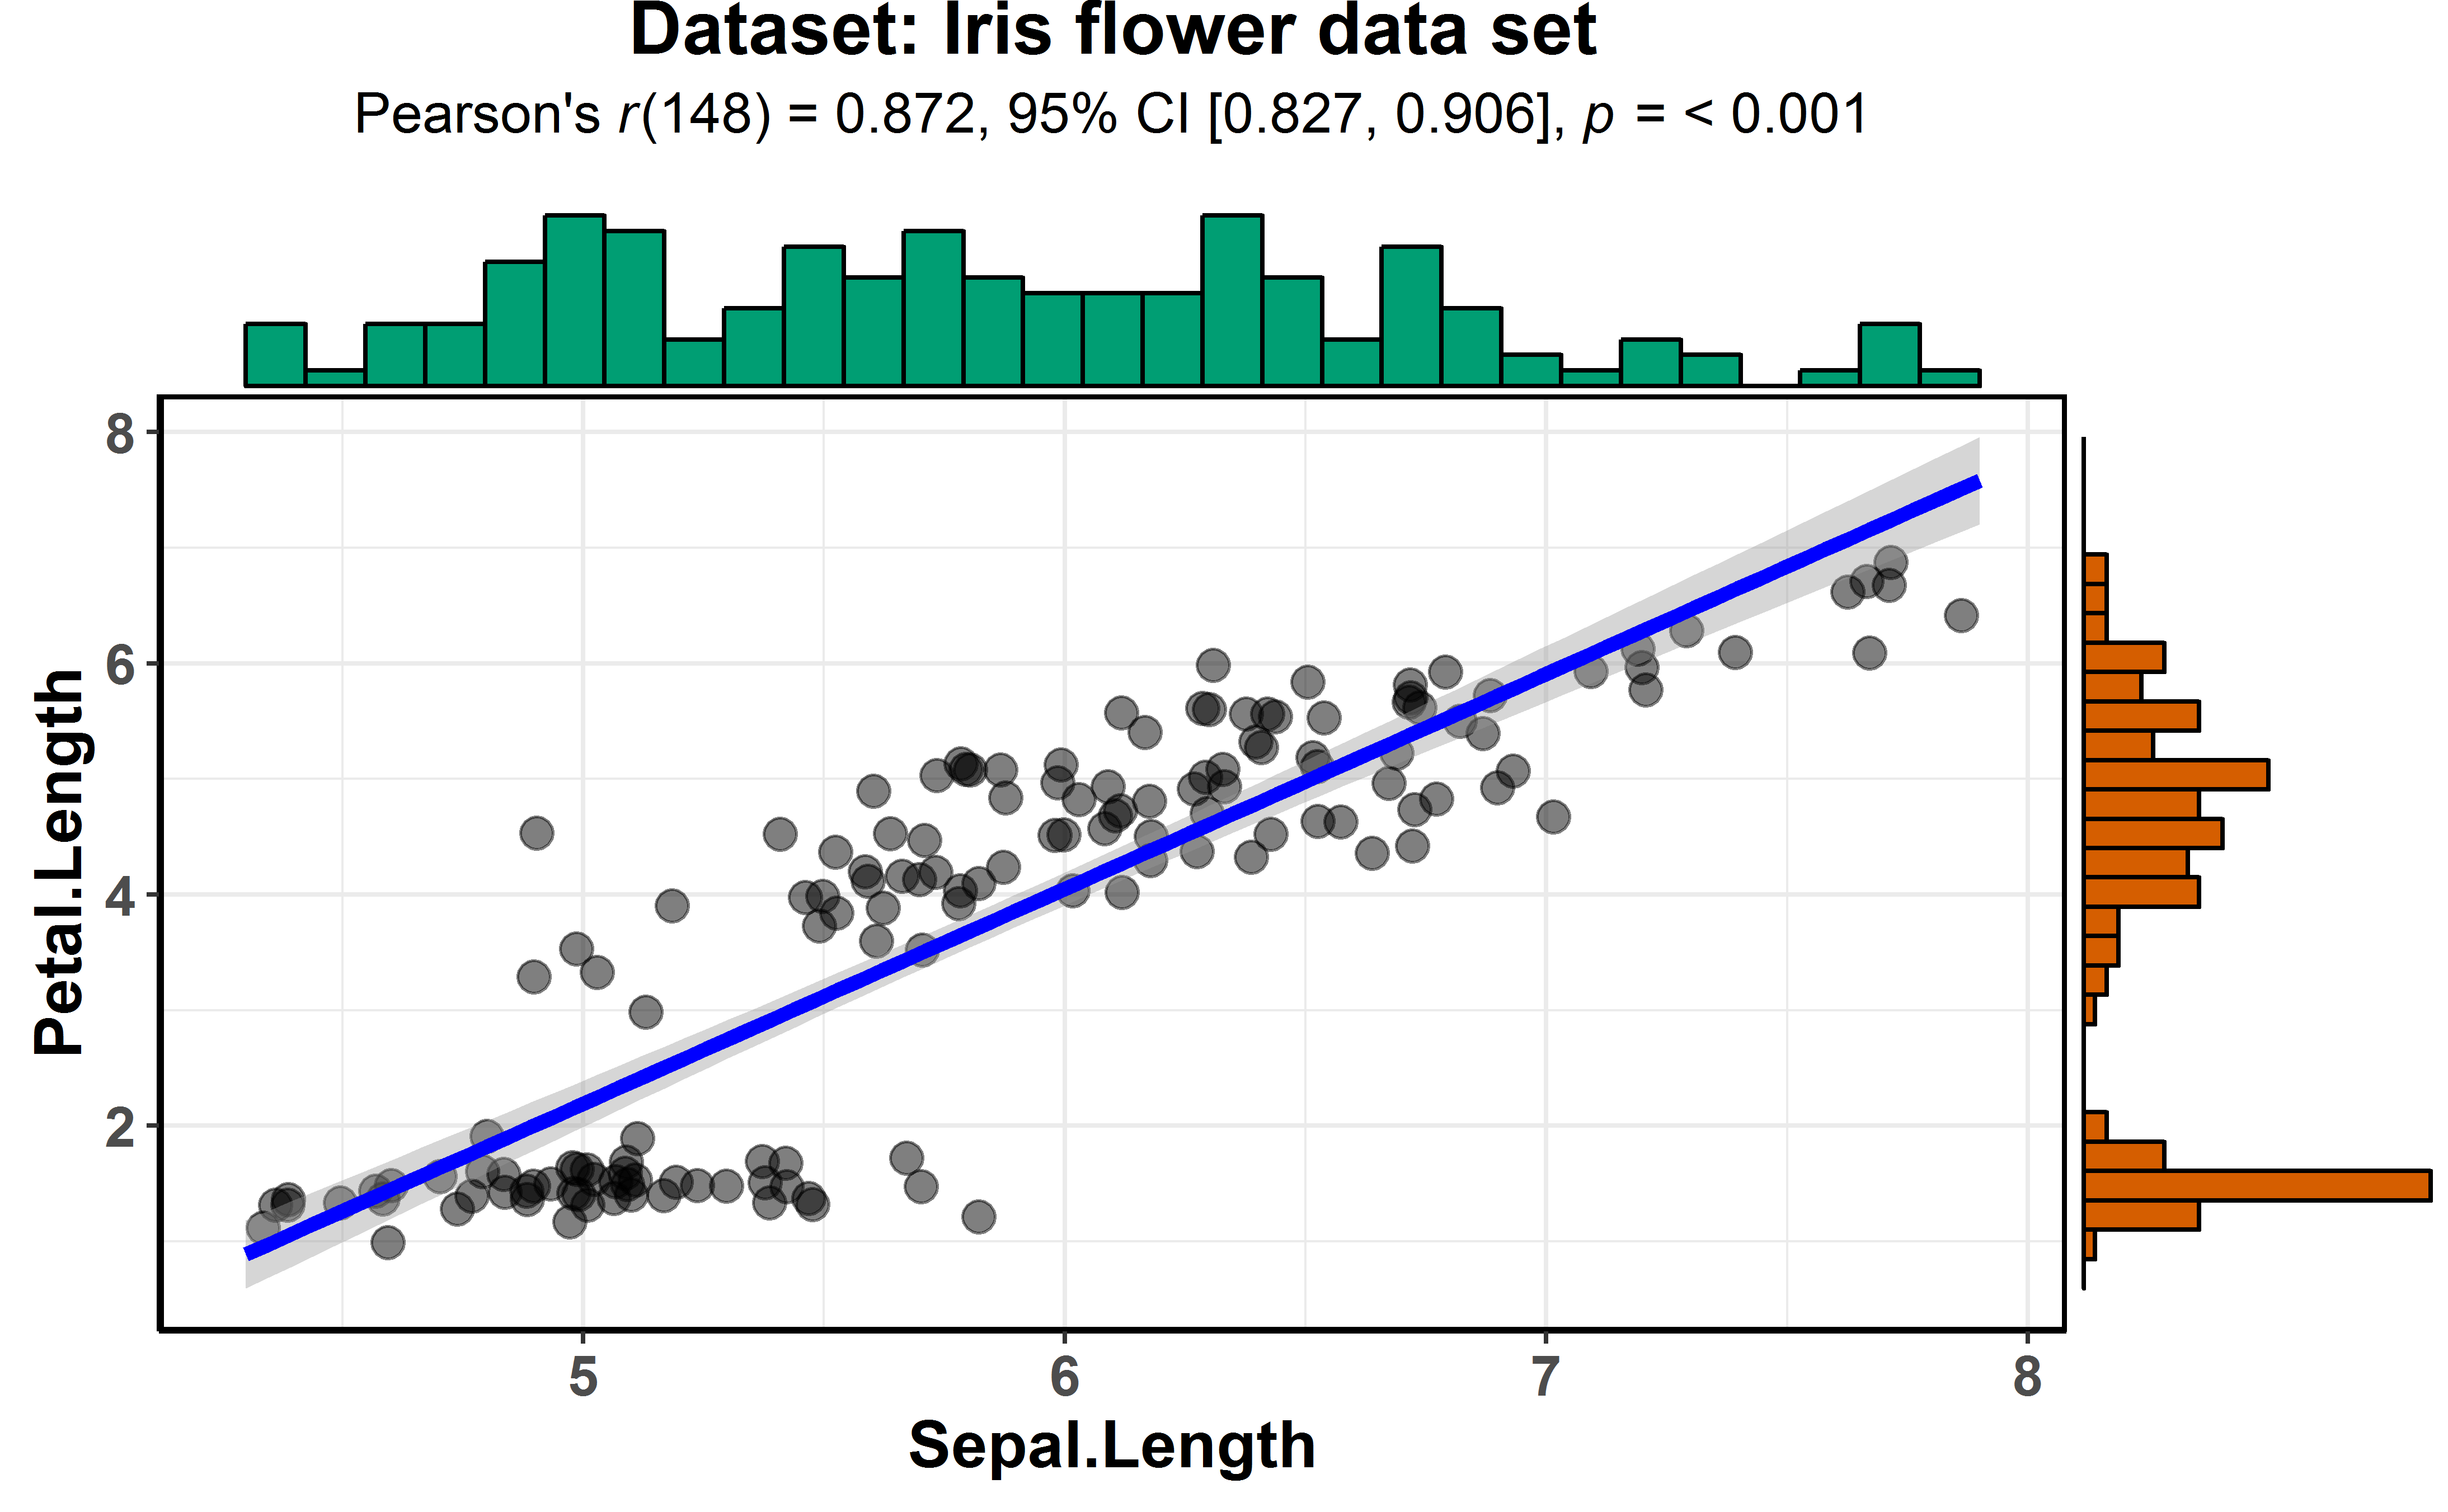 Dataset: Iris flower data set
Pearson's r(148) = 0.872, 95% CI [0.827, 0.906], p = < 0.001
8
6
4
2
Petal.Length
5 6 7 8
Sepal.Length